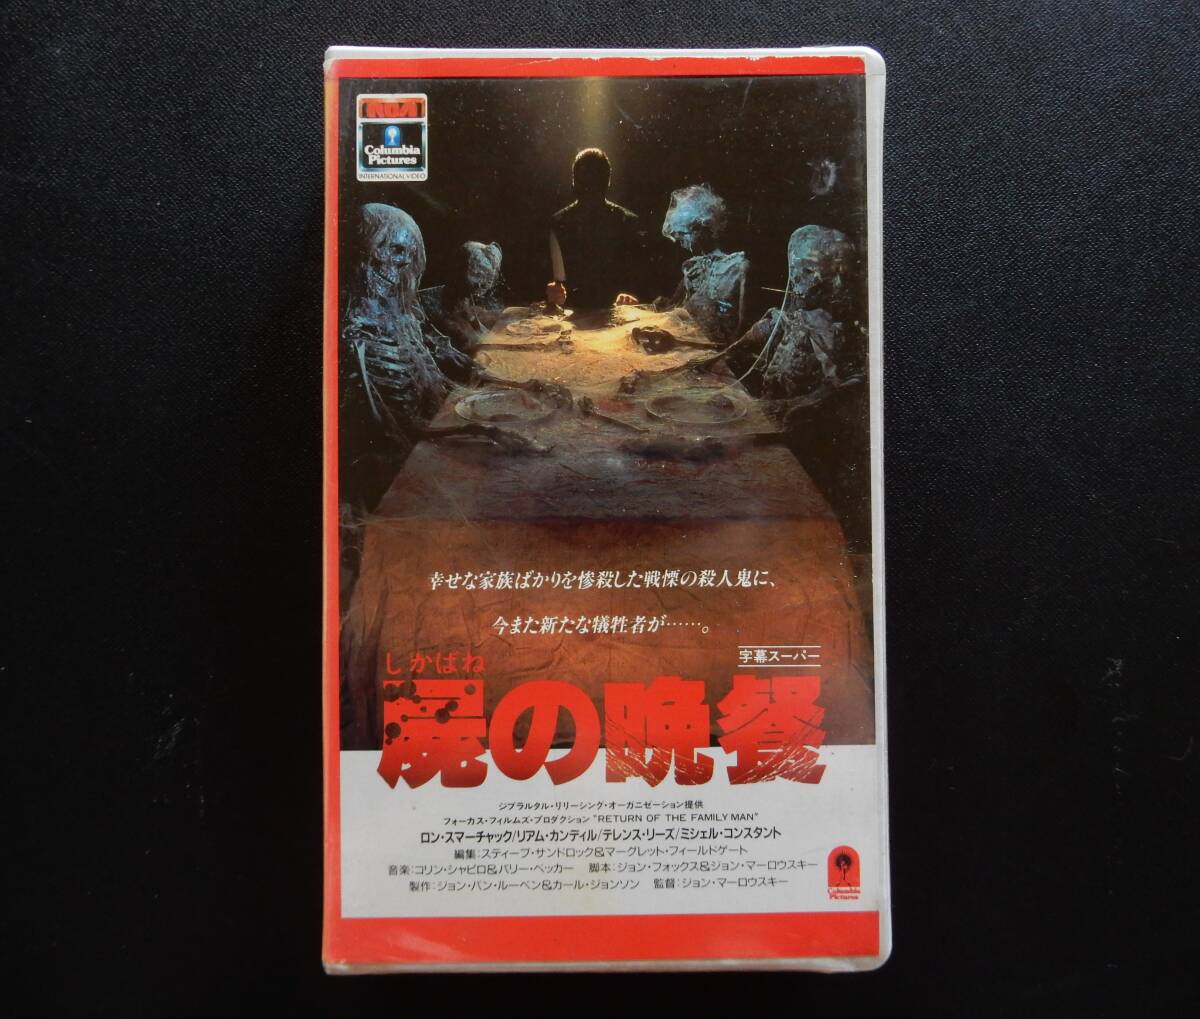 RCA
Columbia
Pictures
INTERNATIONAL VIDEO
幸せな家族ばかりを惨殺した戦慄の殺人鬼に、
今また新たな犠牲者が……。
しかばね
字幕スーパー
屍の晩餐
ジブラルタル・リリーシング・オーガニゼーション提供
フォーカス・フィルムズ・プロダクション “RETURN OF THE FAMILY MAN”
ロン・スマーチャック/リアム・カンディル/テレンス・リーズ/ミシェル・コンスタント
編集:スティーブ・サンドロック&マーグレット・フィールドゲート
音楽:コリン・シャピロ&バリー・ベッカー 脚本:ジョン・フォックス&ジョン・マーロウスキー
製作:ジョン・バン・ルーベン&カール・ジョンソン 監督:ジョン・マーロウスキー
Pictures